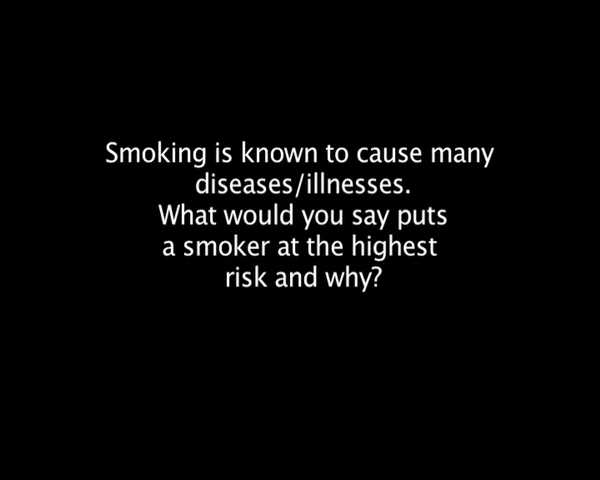 Smoking is known to cause many
diseases/illnesses.
What would you say puts
a smoker at the highest
risk and why?